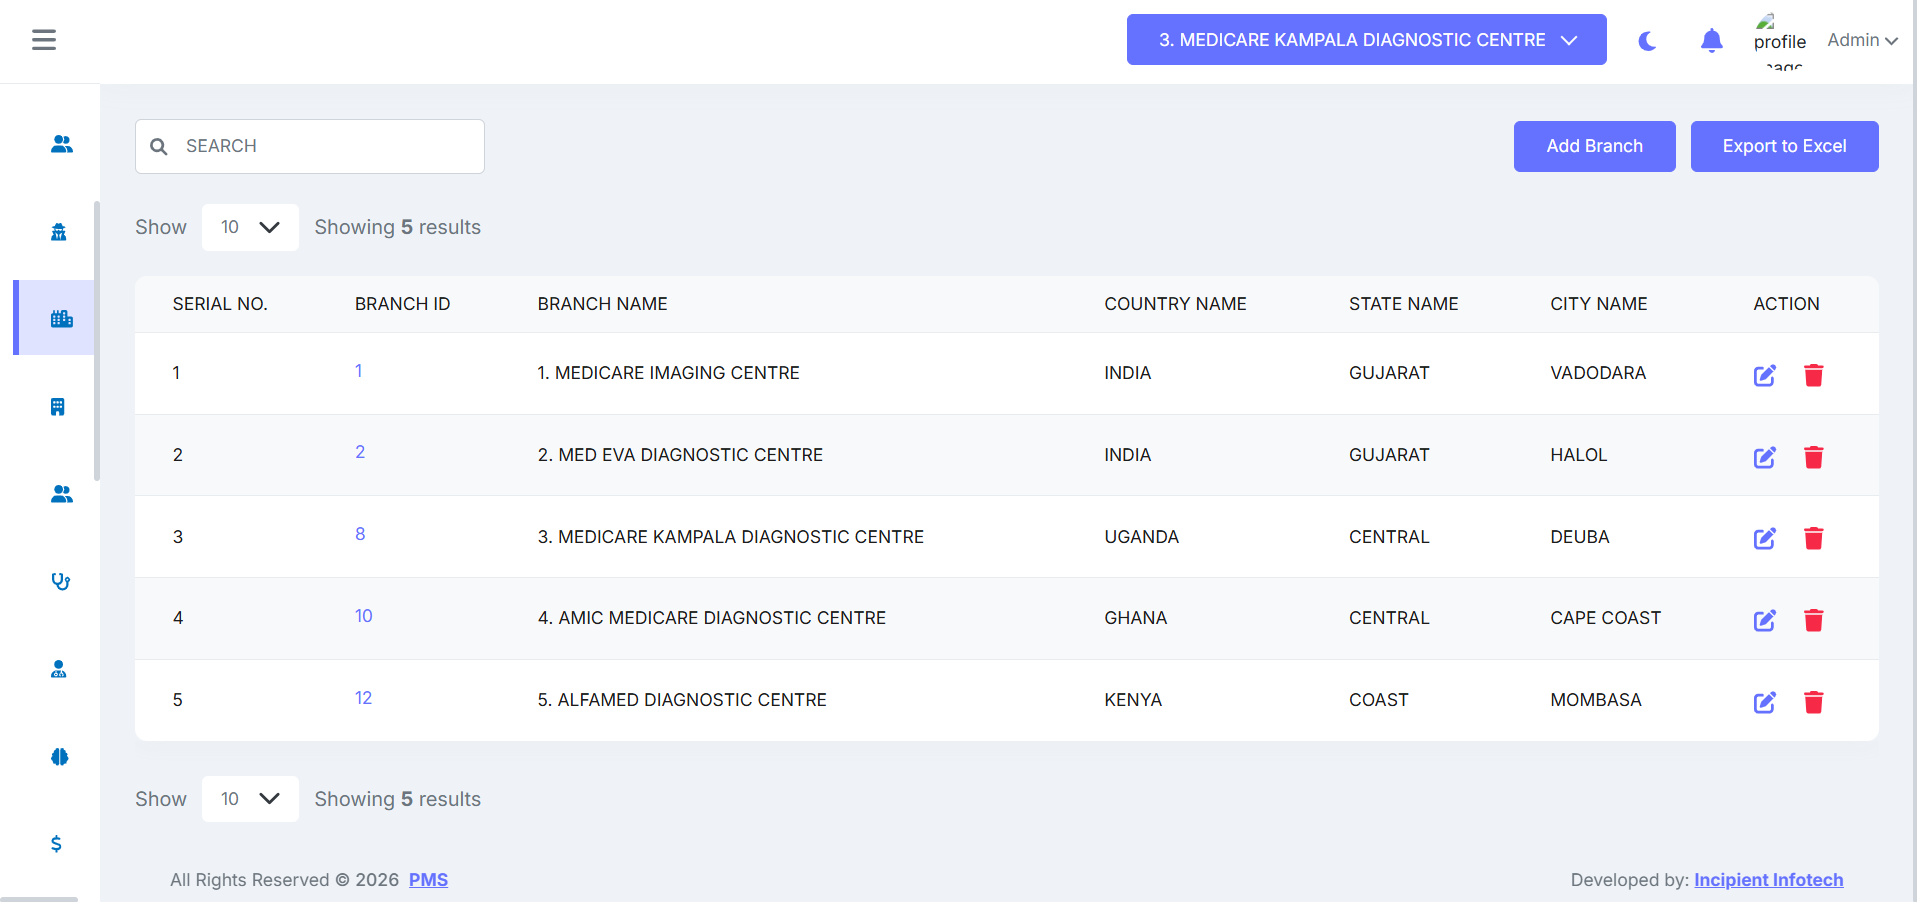 3. MEDICARE KAMPALA DIAGNOSTIC CENTRE
profile
Admin
SEARCH
Add Branch
Export to Excel
Show 10 Showing 5 results
SERIAL NO. BRANCH ID BRANCH NAME COUNTRY NAME STATE NAME CITY NAME ACTION
1 1 1. MEDICARE IMAGING CENTRE INDIA GUJARAT VADODARA
2 2 2. MED EVA DIAGNOSTIC CENTRE INDIA GUJARAT HALOL
3 8 3. MEDICARE KAMPALA DIAGNOSTIC CENTRE UGANDA CENTRAL DEUBA
4 10 4. AMIC MEDICARE DIAGNOSTIC CENTRE GHANA CENTRAL CAPE COAST
5 12 5. ALFAMED DIAGNOSTIC CENTRE KENYA COAST MOMBASA
Show 10 Showing 5 results
All Rights Reserved © 2026 PMS
Developed by: Incipient Infotech